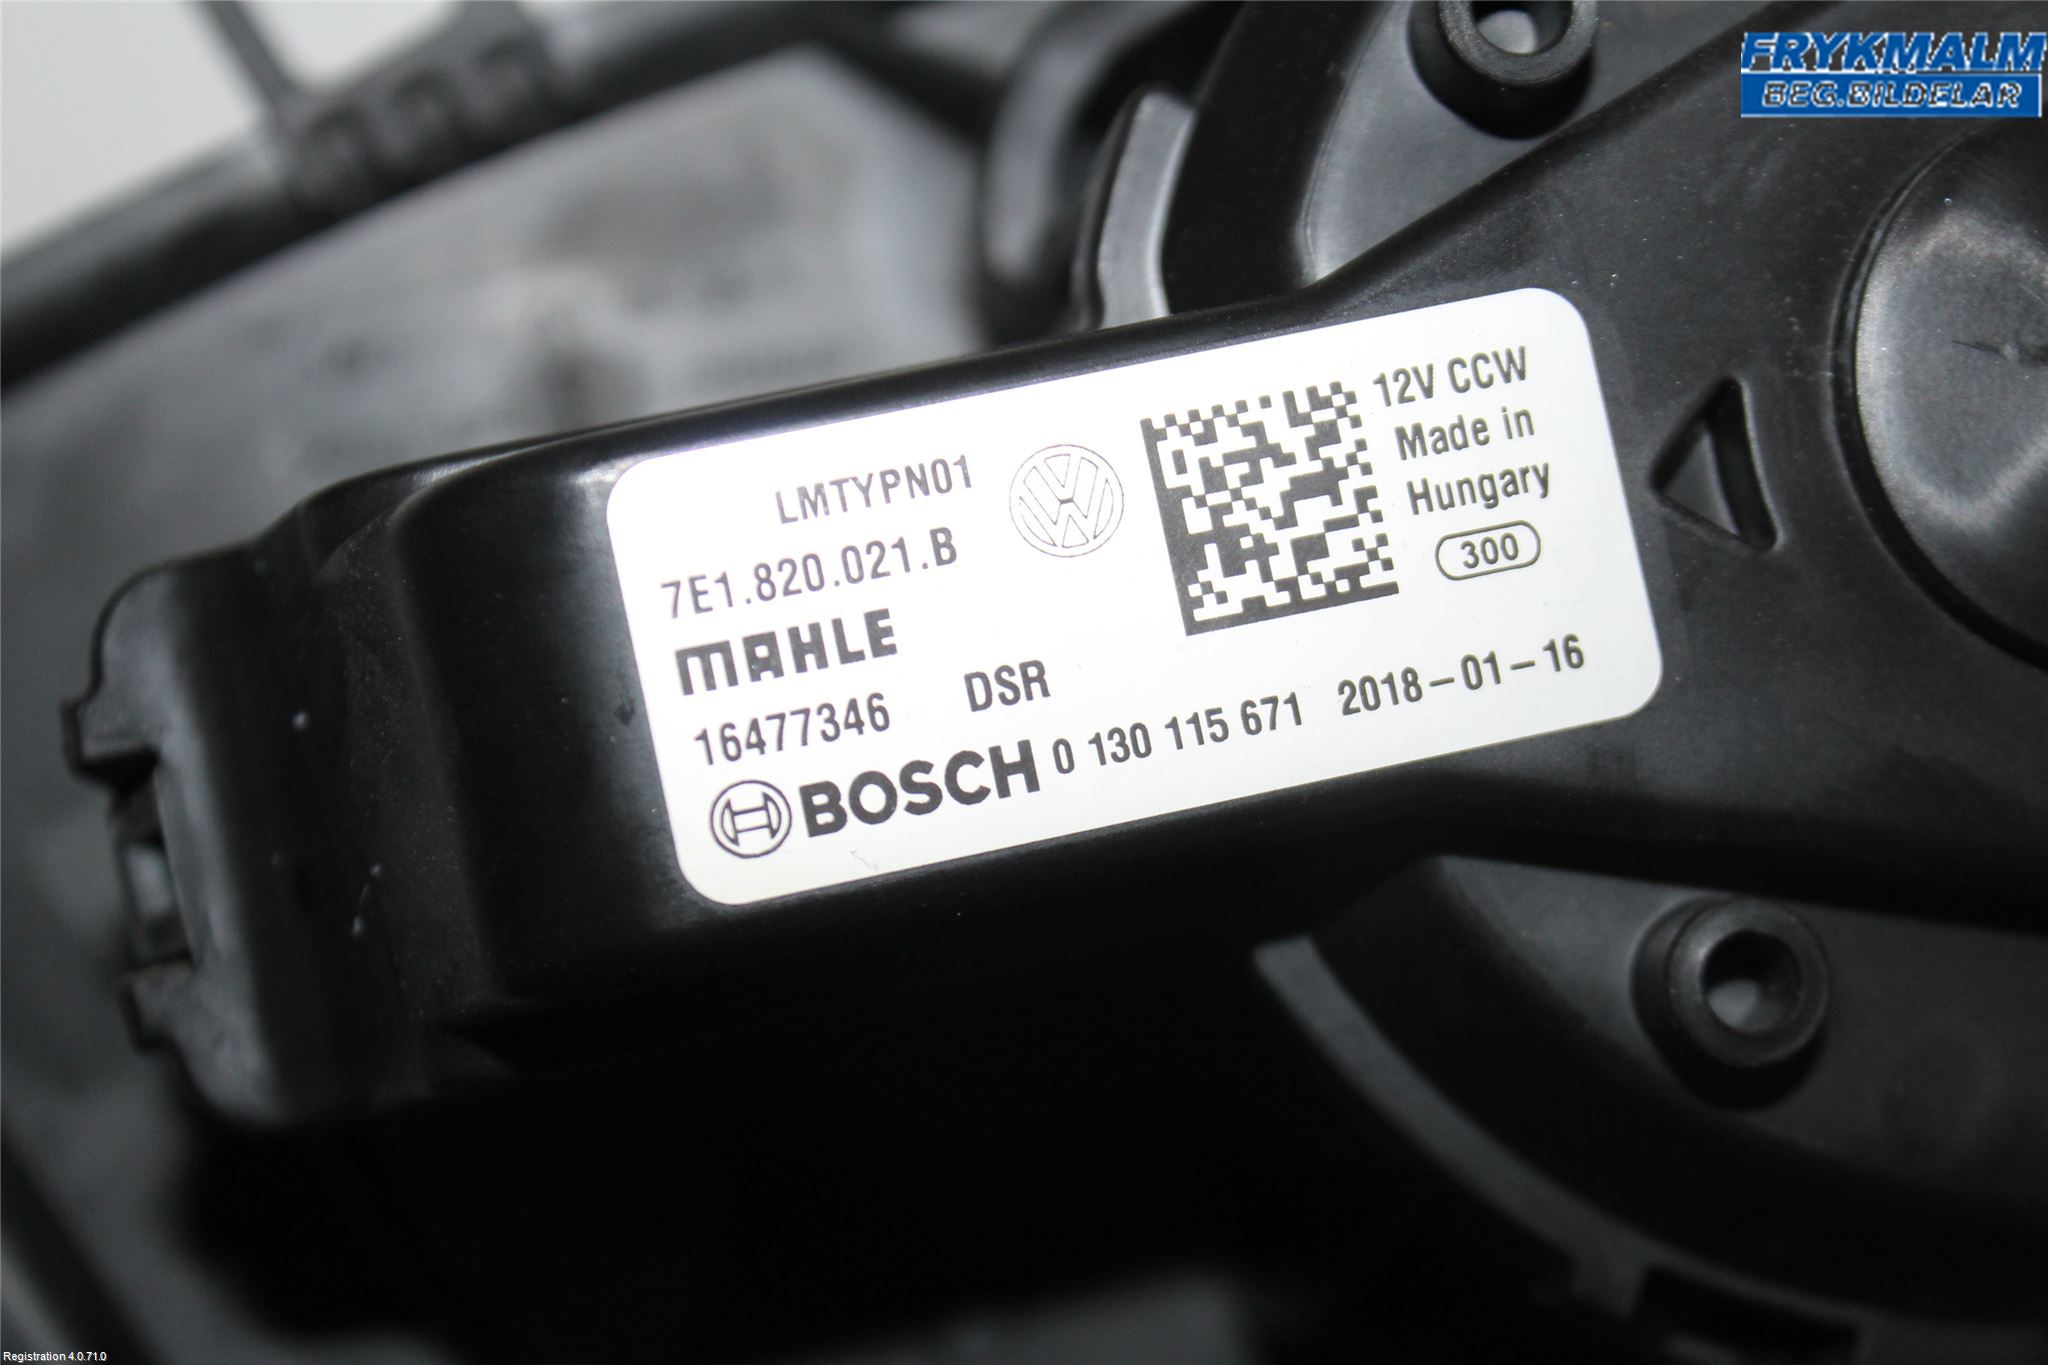 FRYKMALM
BEG.BILDELAR
LMTYPN01
7E1.820.021.B
MAHLE
16477346 DSR
BOSCH 0 130 115 671 2018-01-16
12V CCW
Made in
Hungary
300
Registration 4.0.71.0